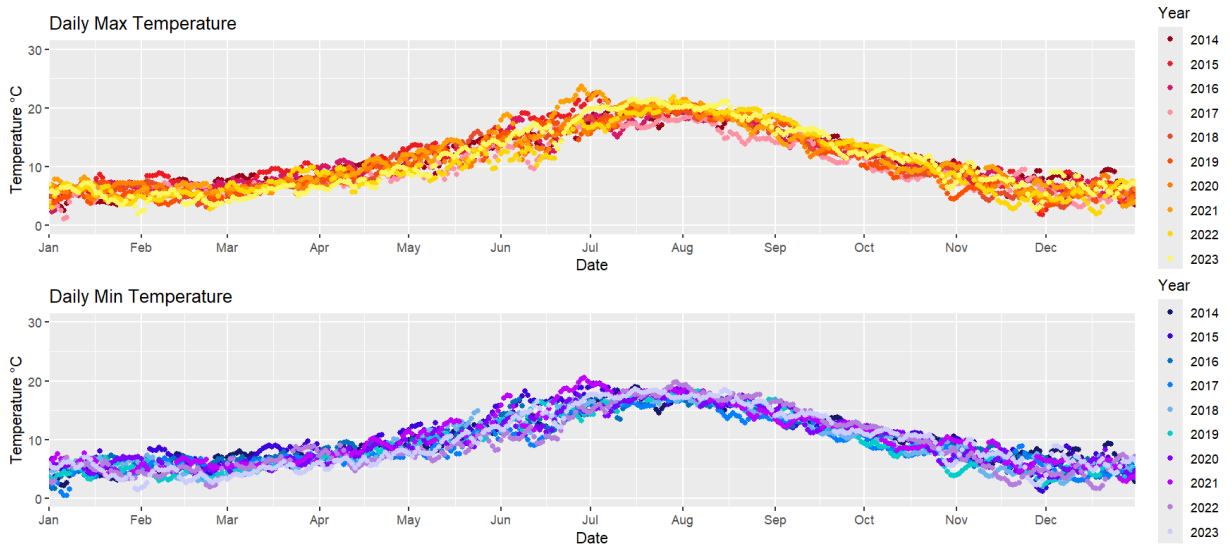 Daily Max Temperature
Temperature °C
30
20
10
0
Jan Feb Mar Apr May Jun Jul Aug Sep Oct Nov Dec
Date
Year
2014
2015
2016
2017
2018
2019
2020
2021
2022
2023
Daily Min Temperature
Temperature °C
30
20
10
0
Jan Feb Mar Apr May Jun Jul Aug Sep Oct Nov Dec
Date
Year
2014
2015
2016
2017
2018
2019
2020
2021
2022
2023